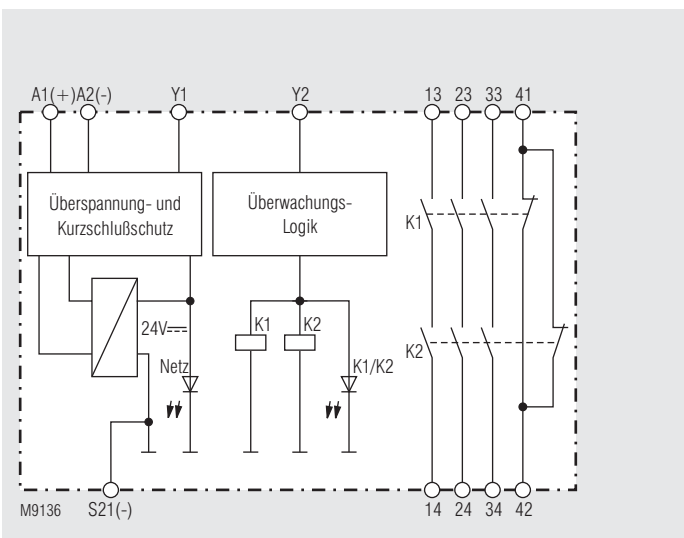 A1(+) A2(-) Y1 Y2 13 23 33 41
Überspannung- und
Kurzschlußschutz
Überwachungs-
Logik
K1
24V
K1 K2
K2
Netz
K1/K2
M9136 S21(-) 14 24 34 42